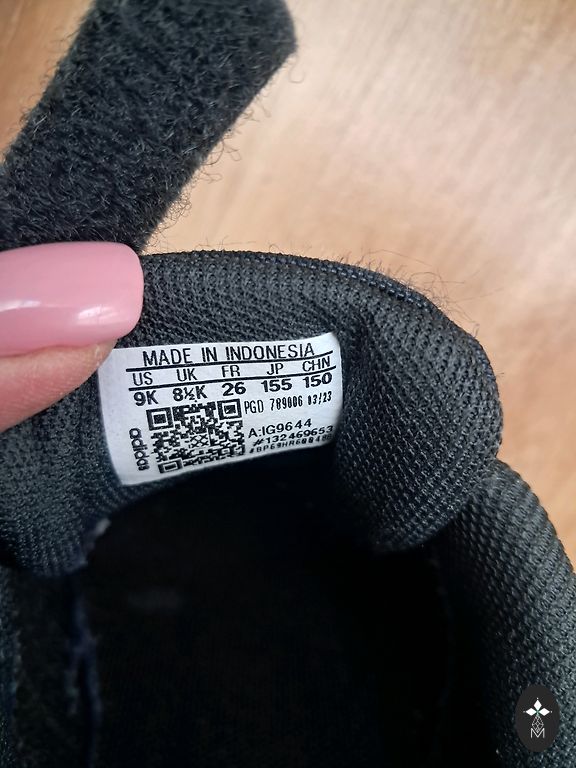 MADE IN INDONESIA
US UK FR JP CHN
9K 8½K 26 155 150
PGD 789006 03/23
A:IG9644
#132469653
adidas